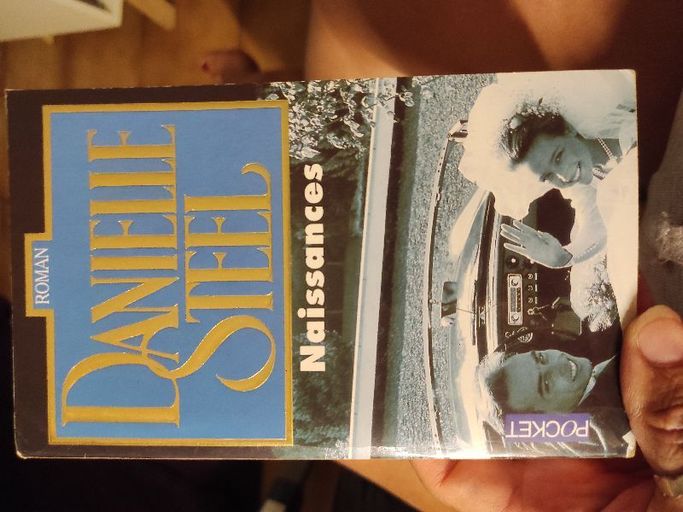 ROMAN
DANIELLE
STEEL
Naissances
POCKET